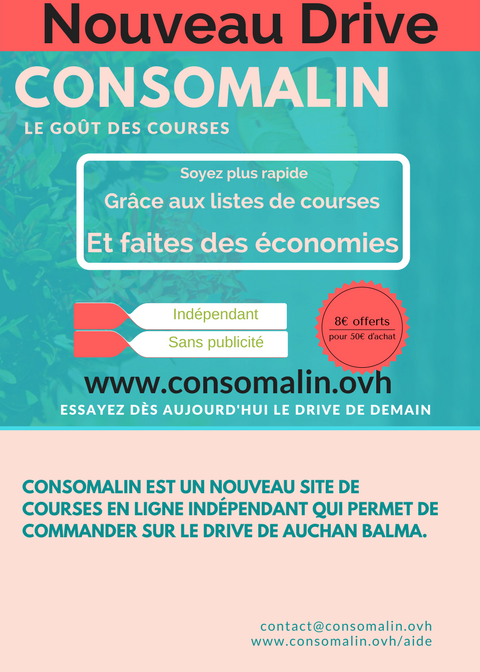 Nouveau Drive
CONSOMALIN
LE GOÛT DES COURSES
Soyez plus rapide
Grâce aux listes de courses
Et faites des économies
Indépendant
Sans publicité
8€ offerts
pour 50€ d'achat
www.consomalin.ovh
ESSAYEZ DÈS AUJOURD'HUI LE DRIVE DE DEMAIN
CONSOMALIN EST UN NOUVEAU SITE DE
COURSES EN LIGNE INDÉPENDANT QUI PERMET DE
COMMANDER SUR LE DRIVE DE AUCHAN BALMA.
contact@consomalin.ovh
www.consomalin.ovh/aide